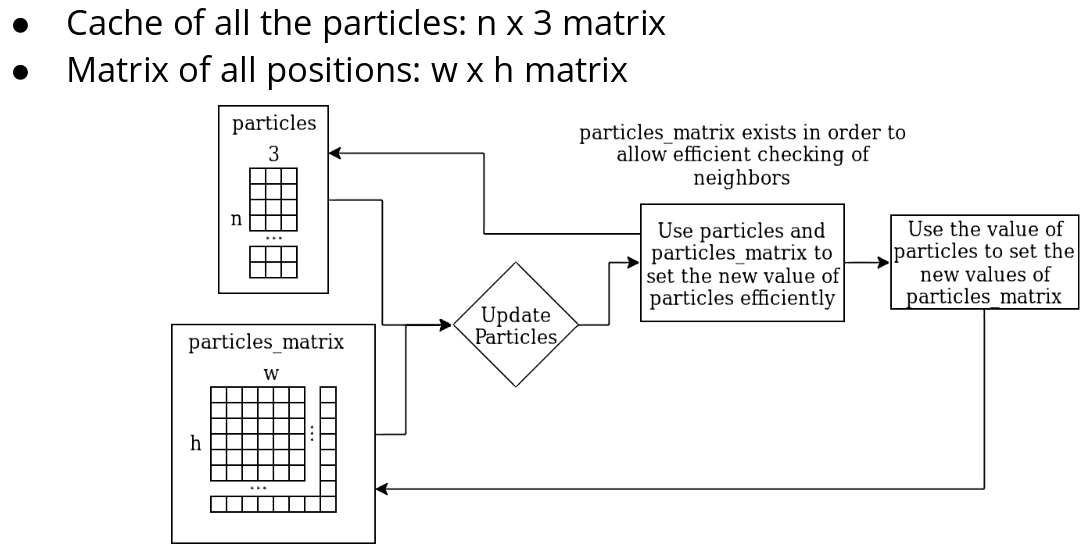 ● Cache of all the particles: n x 3 matrix
● Matrix of all positions: w x h matrix
particles
3
n
...
particles_matrix exists in order to
allow efficient checking of
neighbors
Use particles and
particles_matrix to
set the new value of
particles efficiently
Use the value of
particles to set the
new values of
particles_matrix
Update
Particles
particles_matrix
w
h
...
...